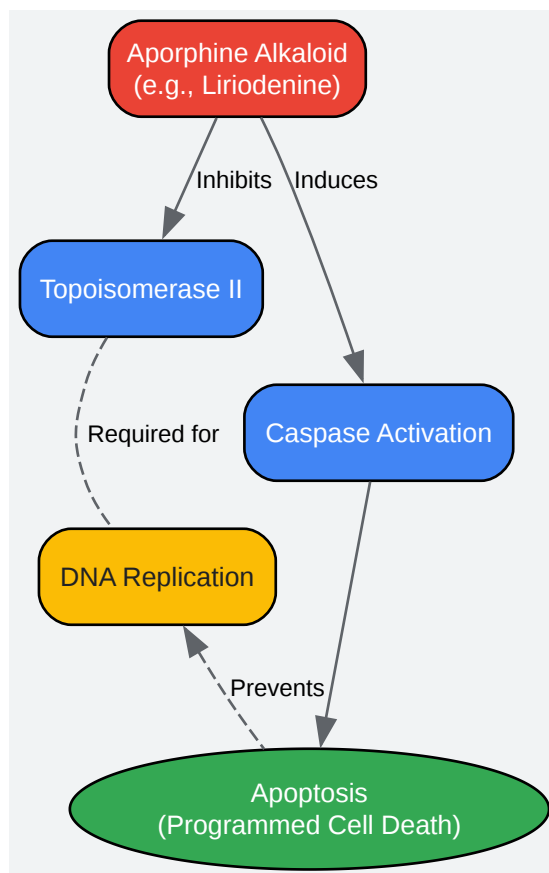 Aporphine Alkaloid
(e.g., Liriodenine)
Inhibits
Induces
Topoisomerase II
Caspase Activation
Required for
DNA Replication
Prevents
Apoptosis
(Programmed Cell Death)